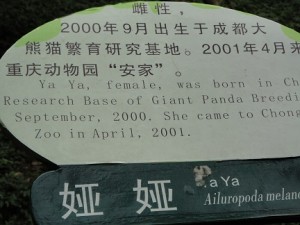 雌性，
2000年9月出生于成都大
熊猫繁育研究基地。2001年4月来
重庆动物园“安家”。
Ya Ya, female, was born in Ch
Research Base of Giant Panda Breedi
September, 2000. She came to Chong
Zoo in April, 2001.
娅 娅
a Ya
Ailuropoda melano